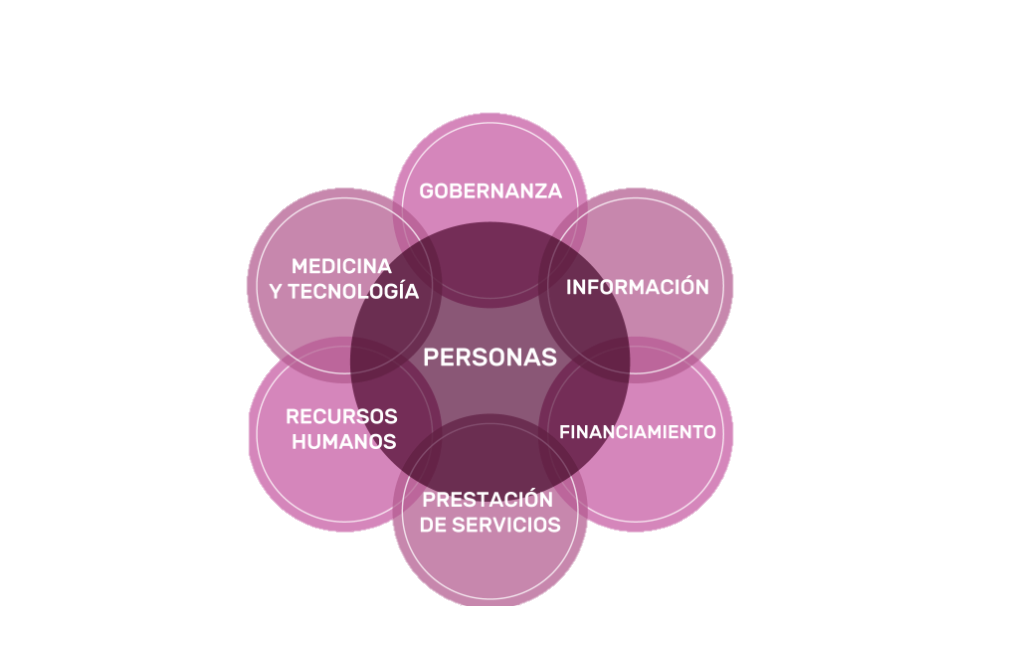 GOBERNANZA
MEDICINA
Y TECNOLOGÍA
INFORMACIÓN
PERSONAS
RECURSOS
HUMANOS
FINANCIAMIENTO
PRESTACIÓN
DE SERVICIOS